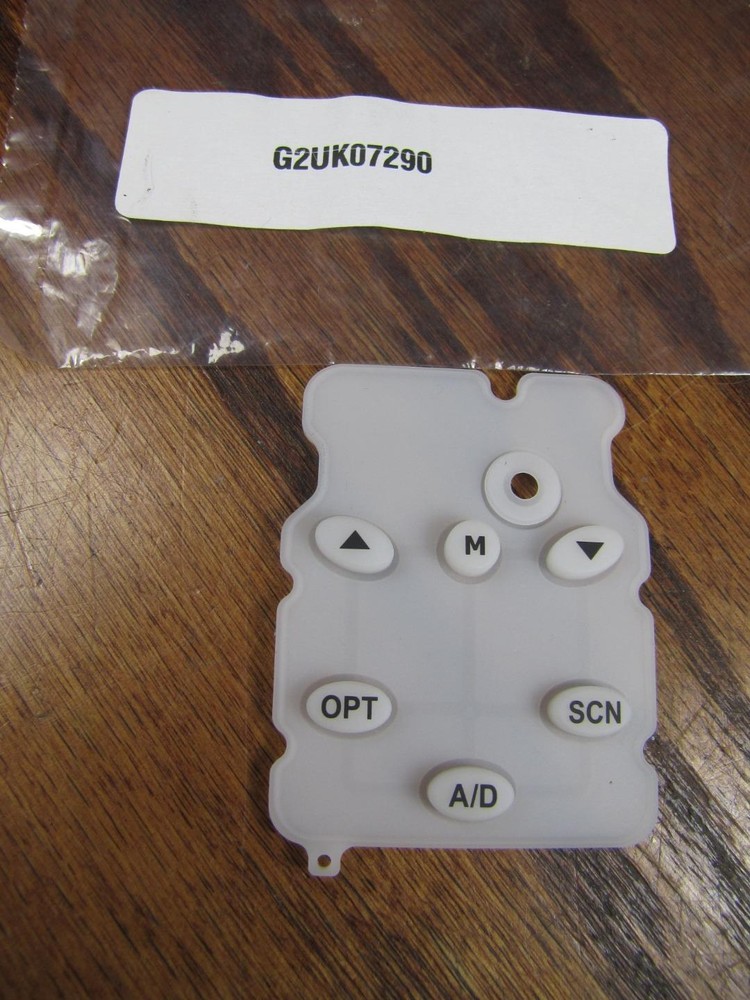 G2UK07290
▲ M ▼
OPT SCN
A/D